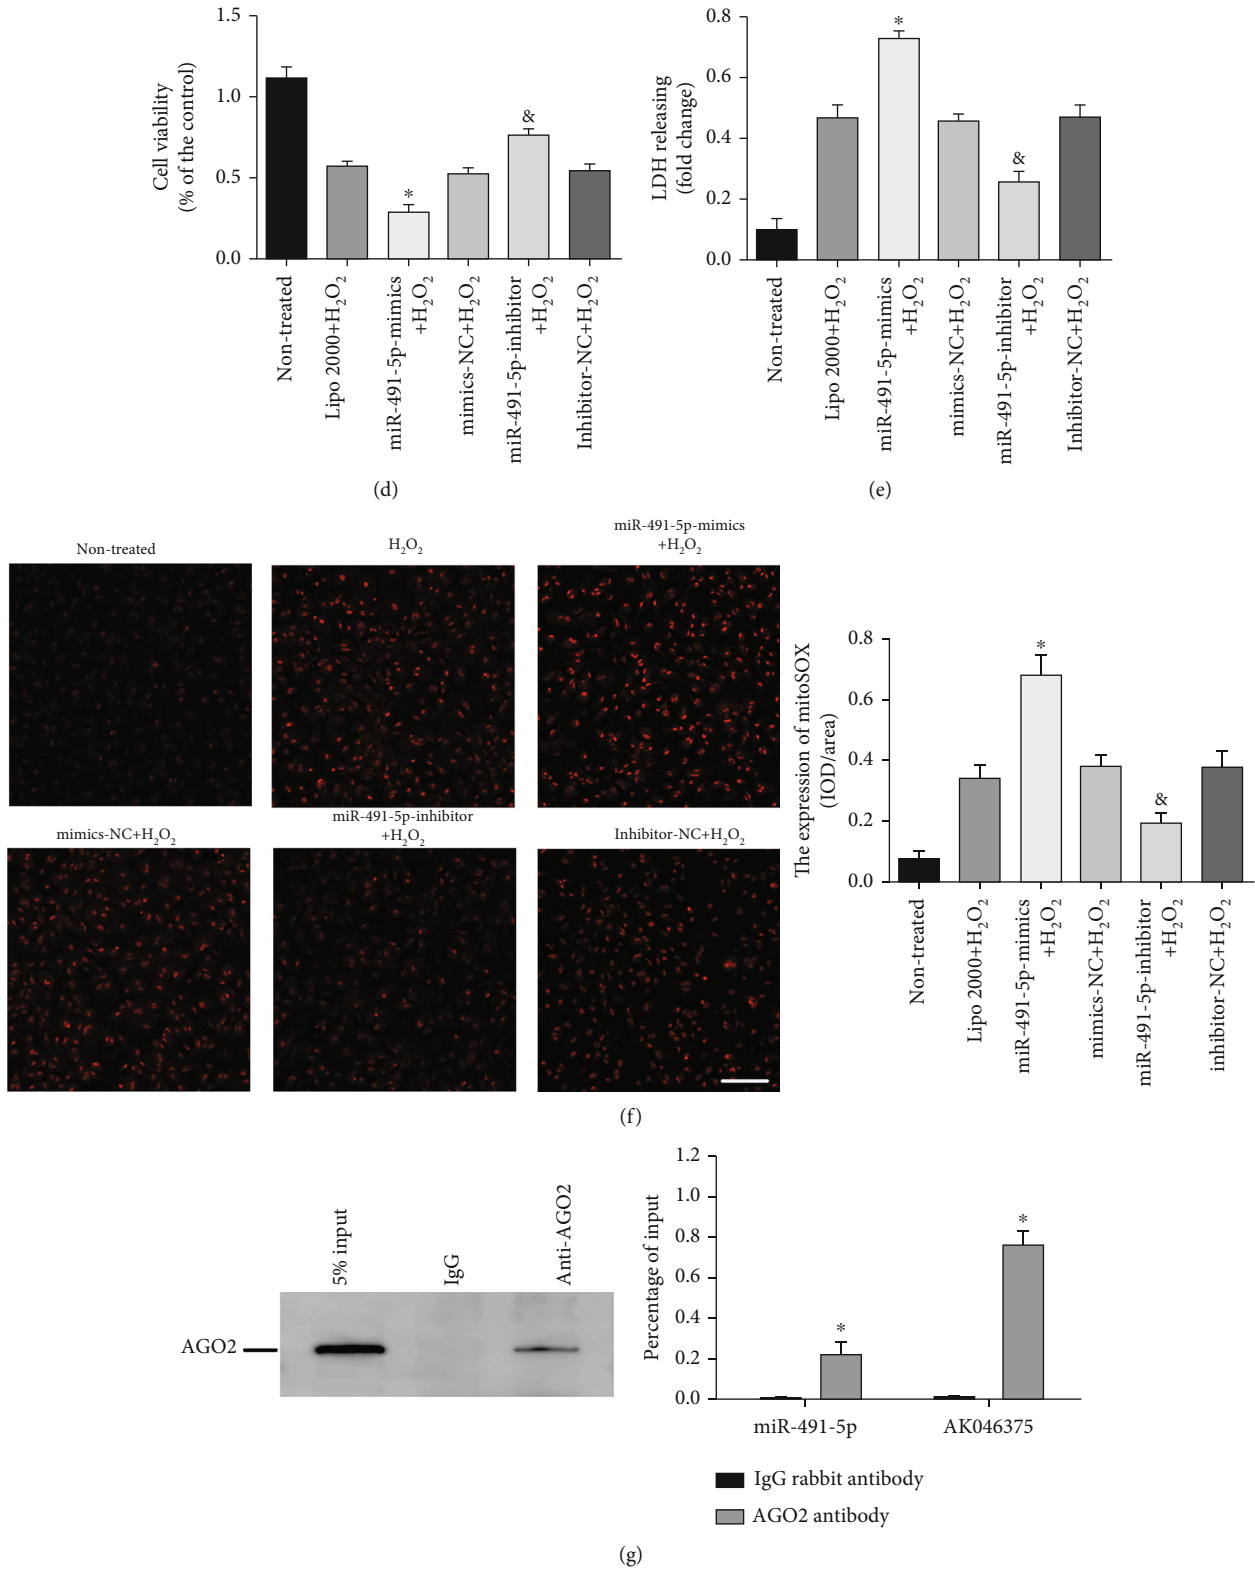 1.5
1.0
0.5
0.0
Cell viability
(% of the control)
*
&
Non-treated
Lipo 2000+H₂O₂
miR-491-5p-mimics
+H₂O₂
mimics-NC+H₂O₂
miR-491-5p-inhibitor
+H₂O₂
Inhibitor-NC+H₂O₂
(d)
0.8
0.6
0.4
0.2
0.0
LDH releasing
(fold change)
*
&
Non-treated
Lipo 2000+H₂O₂
miR-491-5p-mimics
+H₂O₂
mimics-NC+H₂O₂
miR-491-5p-inhibitor
+H₂O₂
Inhibitor-NC+H₂O₂
(e)
Non-treated
H₂O₂
miR-491-5p-mimics
+H₂O₂
mimics-NC+H₂O₂
miR-491-5p-inhibitor
+H₂O₂
Inhibitor-NC+H₂O₂
0.8
0.6
0.4
0.2
0.0
The expression of mitoSOX
(IOD/area)
*
&
Non-treated
Lipo 2000+H₂O₂
miR-491-5p-mimics
+H₂O₂
mimics-NC+H₂O₂
miR-491-5p-inhibitor
+H₂O₂
inhibitor-NC+H₂O₂
(f)
5% input
IgG
Anti-AGO2
AGO2
1.2
1.0
0.8
0.6
0.4
0.2
0.0
Percentage of input
*
*
miR-491-5p
AK046375
IgG rabbit antibody
AGO2 antibody
(g)